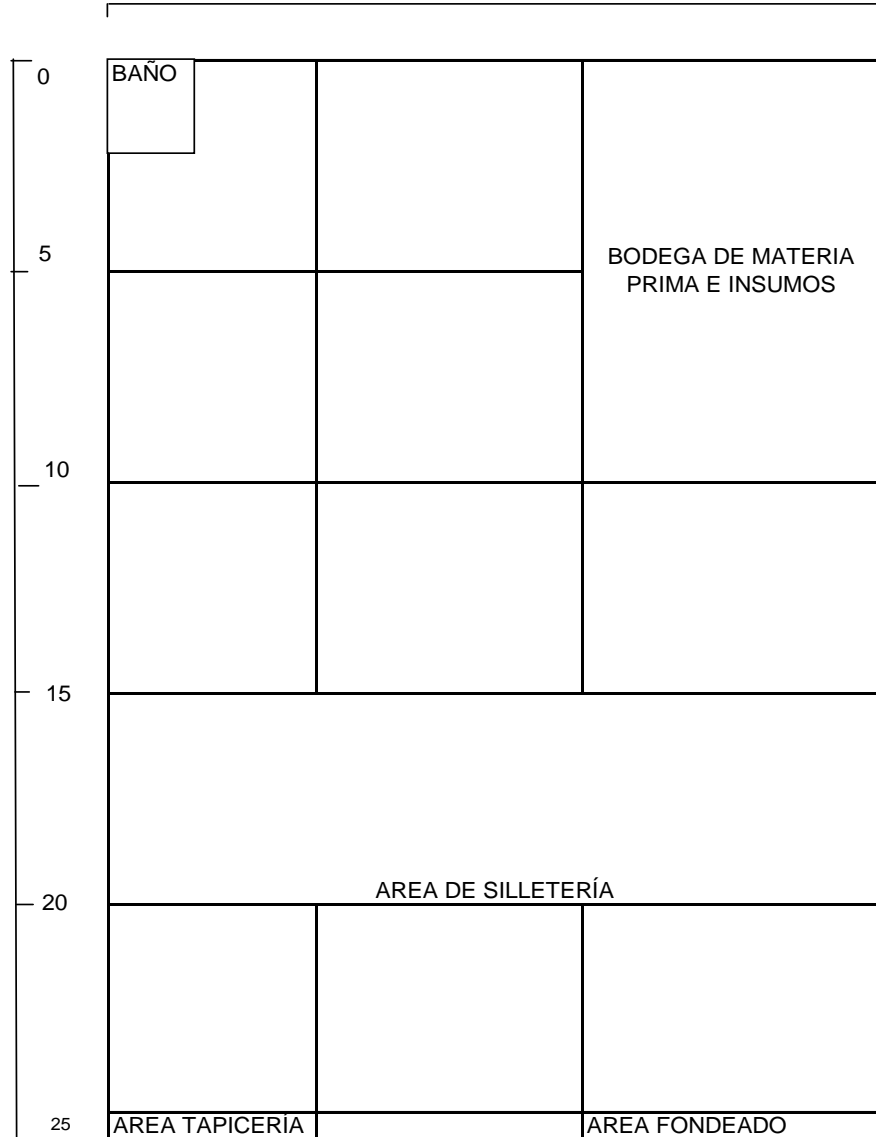 0
BAÑO
5
BODEGA DE MATERIA
PRIMA E INSUMOS
10
15
AREA DE SILLETERÍA
20
25
AREA TAPICERÍA
AREA FONDEADO